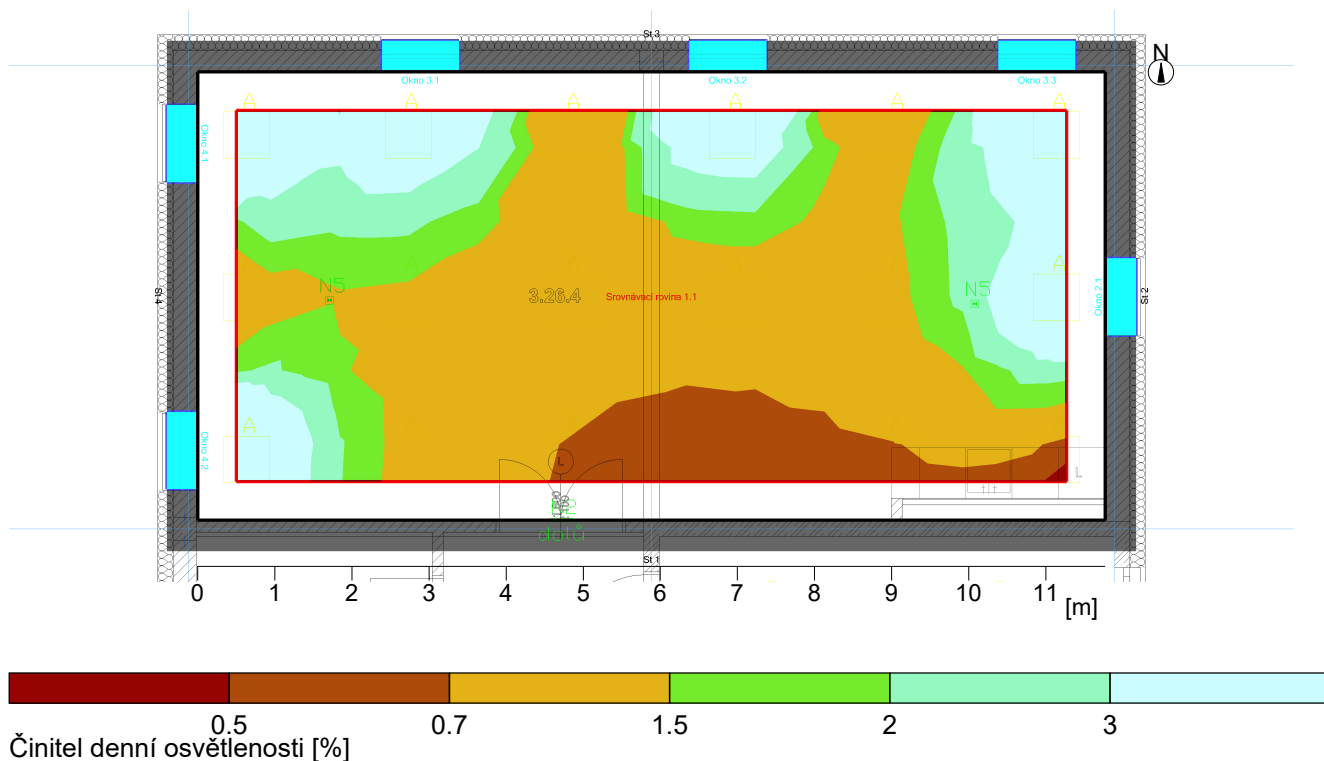 St.3
N
Okno 3.1
Okno 3.2
Okno 3.3
A A A A A A
Okno 4.1
A A A A A
N5
3.26.4
Srovnávací rovina 1.1
N5
Okno 2.1
St.2
St.4
A A A A
Okno 4.2
L
L
dolů
St.1
0 1 2 3 4 5 6 7 8 9 10 11
[m]
0.5 0.7 1.5 2 3
Činitel denní osvětlenosti [%]